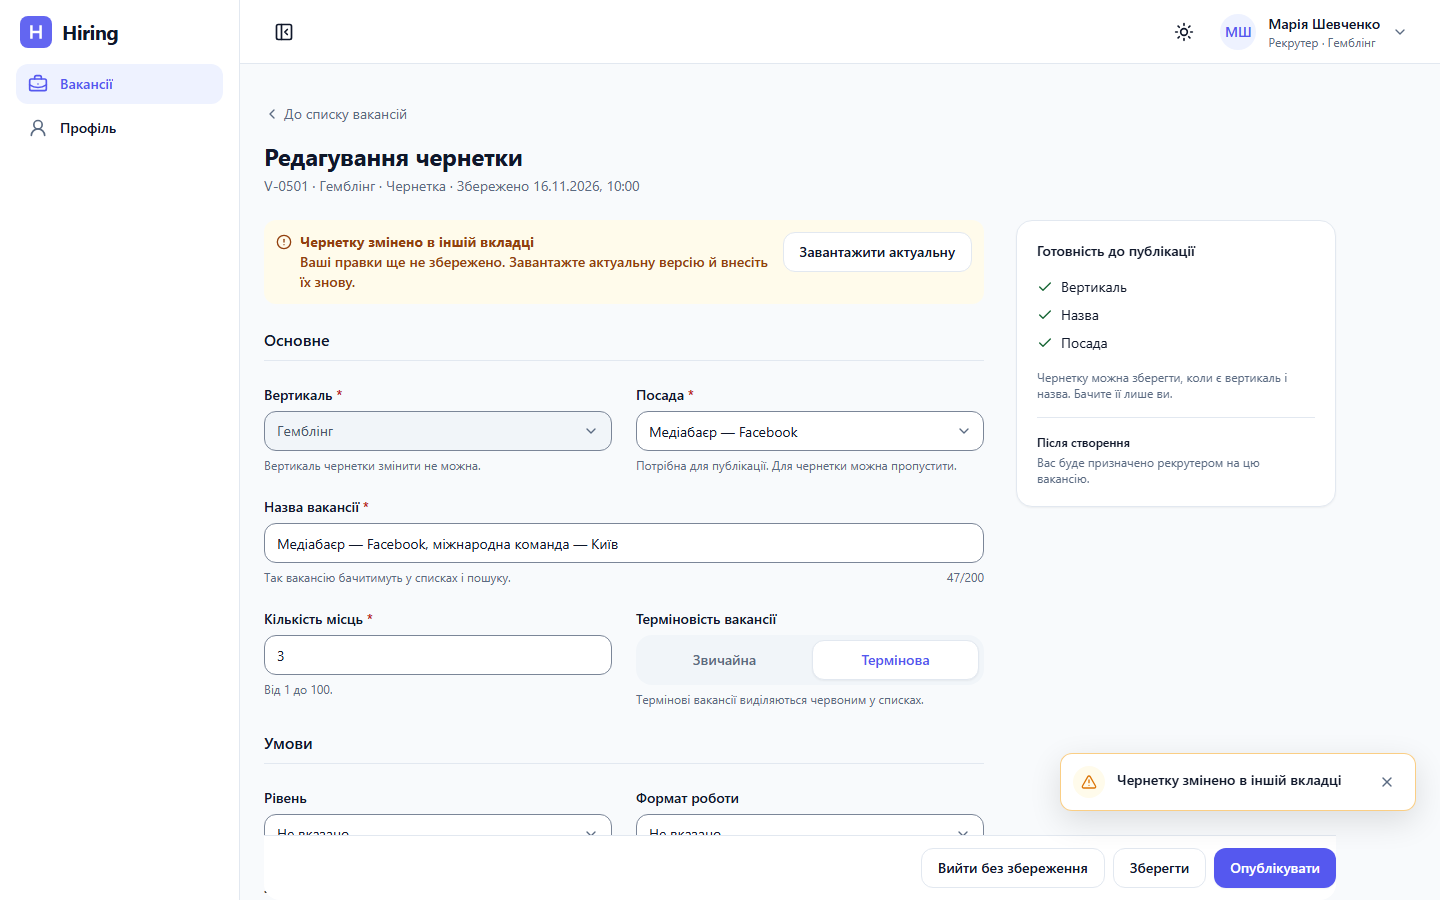 H Hiring
Вакансії
Профіль
МШ
Марія Шевченко
Рекрутер · Гемблінг
До списку вакансій
Редагування чернетки
V-0501 · Гемблінг · Чернетка · Збережено 16.11.2026, 10:00
Чернетку змінено в іншій вкладці
Ваші правки ще не збережено. Завантажте актуальну версію й внесіть
їх знову.
Завантажити актуальну
Основне
Вертикаль *
Гемблінг
Вертикаль чернетки змінити не можна.
Посада *
Медіабаєр — Facebook
Потрібна для публікації. Для чернетки можна пропустити.
Назва вакансії *
Медіабаєр — Facebook, міжнародна команда — Київ
Так вакансію бачитимуть у списках і пошуку.
47/200
Кількість місць *
3
Від 1 до 100.
Терміновість вакансії
Звичайна
Термінова
Термінові вакансії виділяються червоним у списках.
Умови
Рівень
Не вказано
Формат роботи
Не вказано
Готовність до публікації
Вертикаль
Назва
Посада
Чернетку можна зберегти, коли є вертикаль і
назва. Бачите її лише ви.
Після створення
Вас буде призначено рекрутером на цю
вакансію.
Чернетку змінено в іншій вкладці
Вийти без збереження
Зберегти
Опублікувати